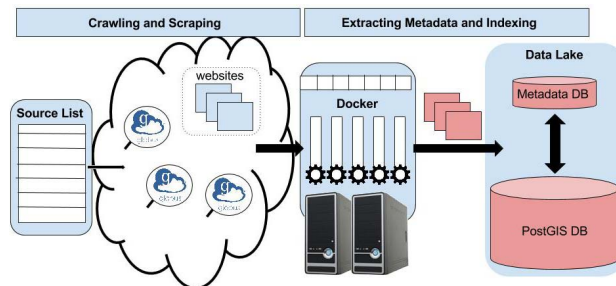 Crawling and Scraping
Extracting Metadata and Indexing
Source List
websites
g
globus
g
globus
g
globus
Docker
Data Lake
Metadata DB
PostGIS DB